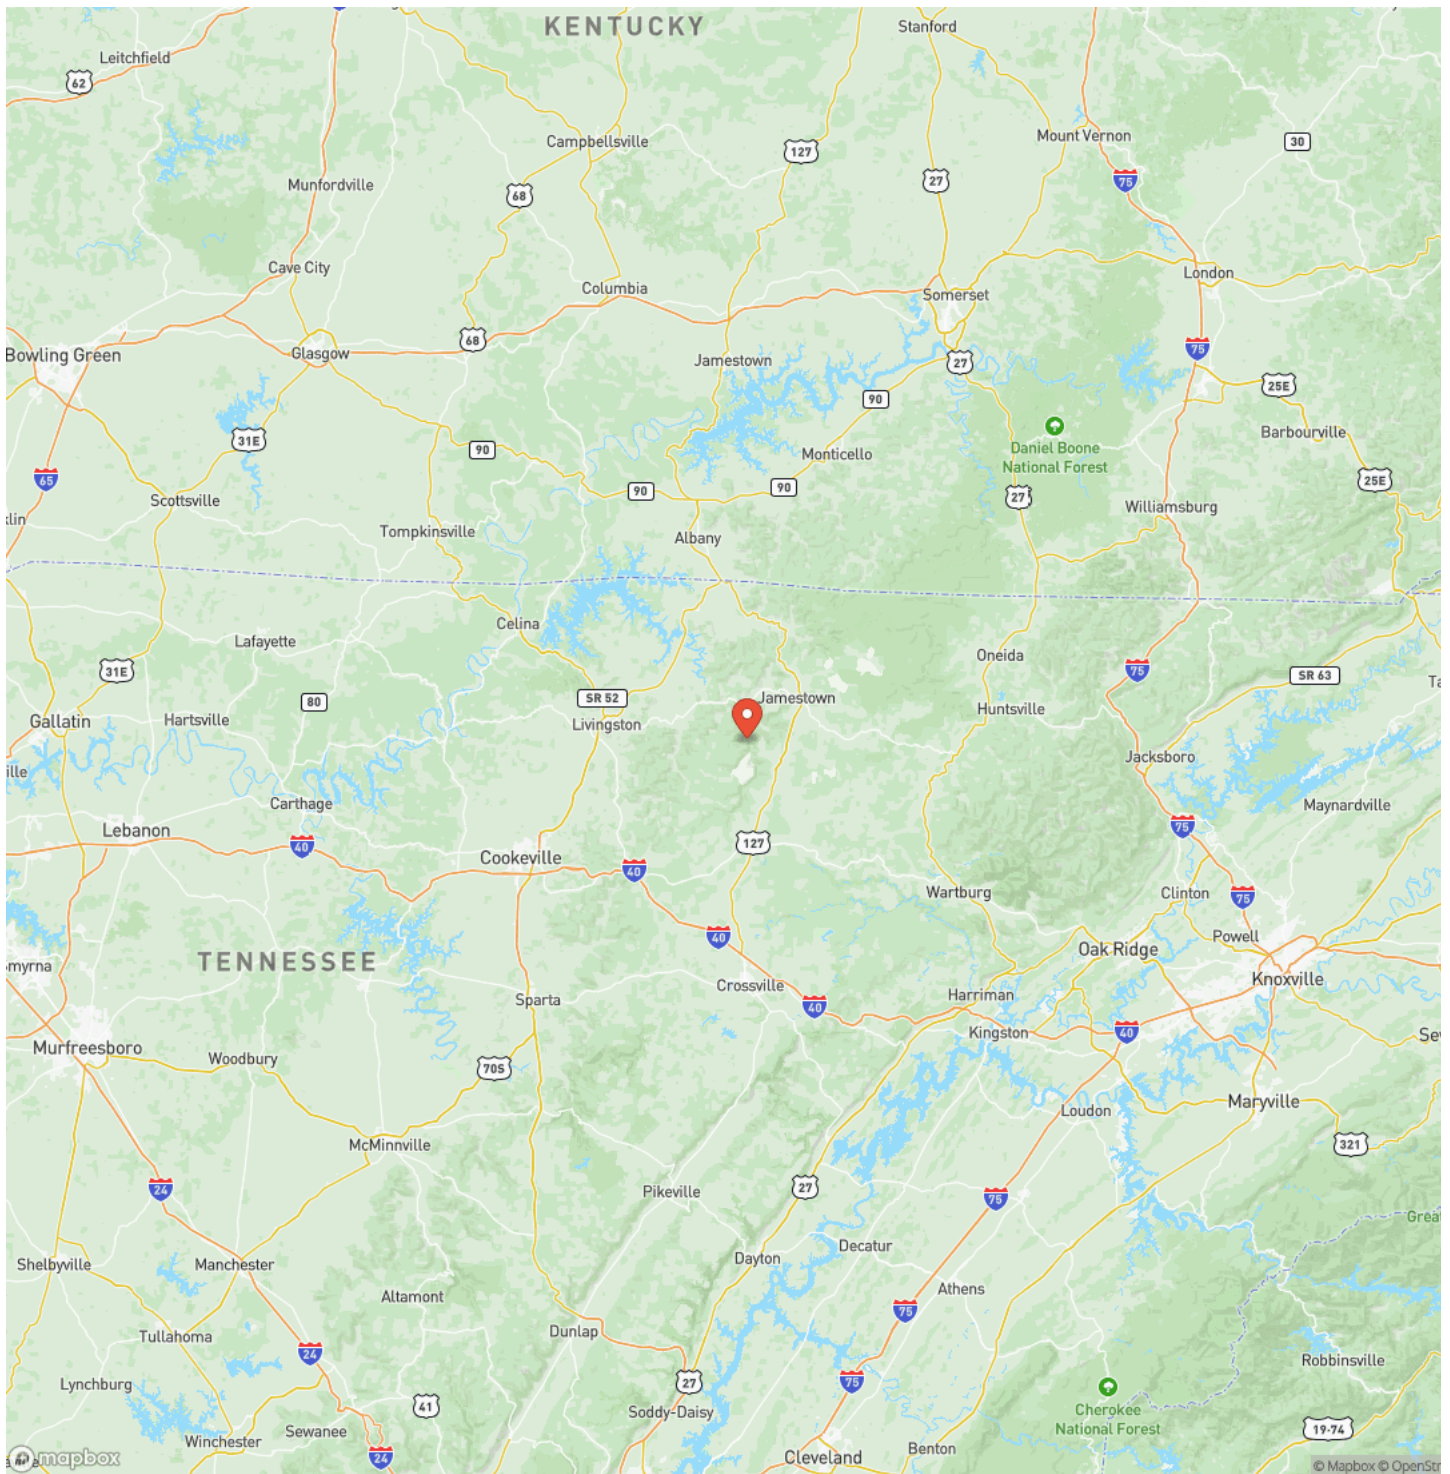 KENTUCKY
Stanford
Leitchfield
62
Mount Vernon
Campbellsville
127
30
27
75
Munfordville
68
Cave City
London
Columbia
Somerset
68
75
Bowling Green
Glasgow
Jamestown
27
25E
90
31E
Barbourville
Daniel Boone
National Forest
90
Monticello
65
25E
90
90
27
Scottsville
Williamsburg
klin
Tompkinsville
Albany
Celina
Lafayette
Oneida
31E
75
SR 63
Ta
SR 52
Jamestown
80
Huntsville
Gallatin
Hartsville
Livingston
Jacksboro
ille
Carthage
Maynardville
Lebanon
75
40
127
Cookeville
40
Wartburg
Clinton
75
Powell
40
Oak Ridge
TENNESSEE
myrna
Knoxville
Crossville
Harriman
Sparta
40
Kingston
40
Se
Murfreesboro
Woodbury
70S
Maryville
Loudon
McMinnville
321
24
27
Pikeville
75
Great
Decatur
Dayton
Shelbyville
Manchester
Athens
Altamont
75
Dunlap
Tullahoma
24
Robbinsville
75
27
Lynchburg
41
Soddy-Daisy
Cherokee
National Forest
Sewanee
19-74
Winchester
Benton
24
Cleveland
mapbox
© Mapbox © OpenStr